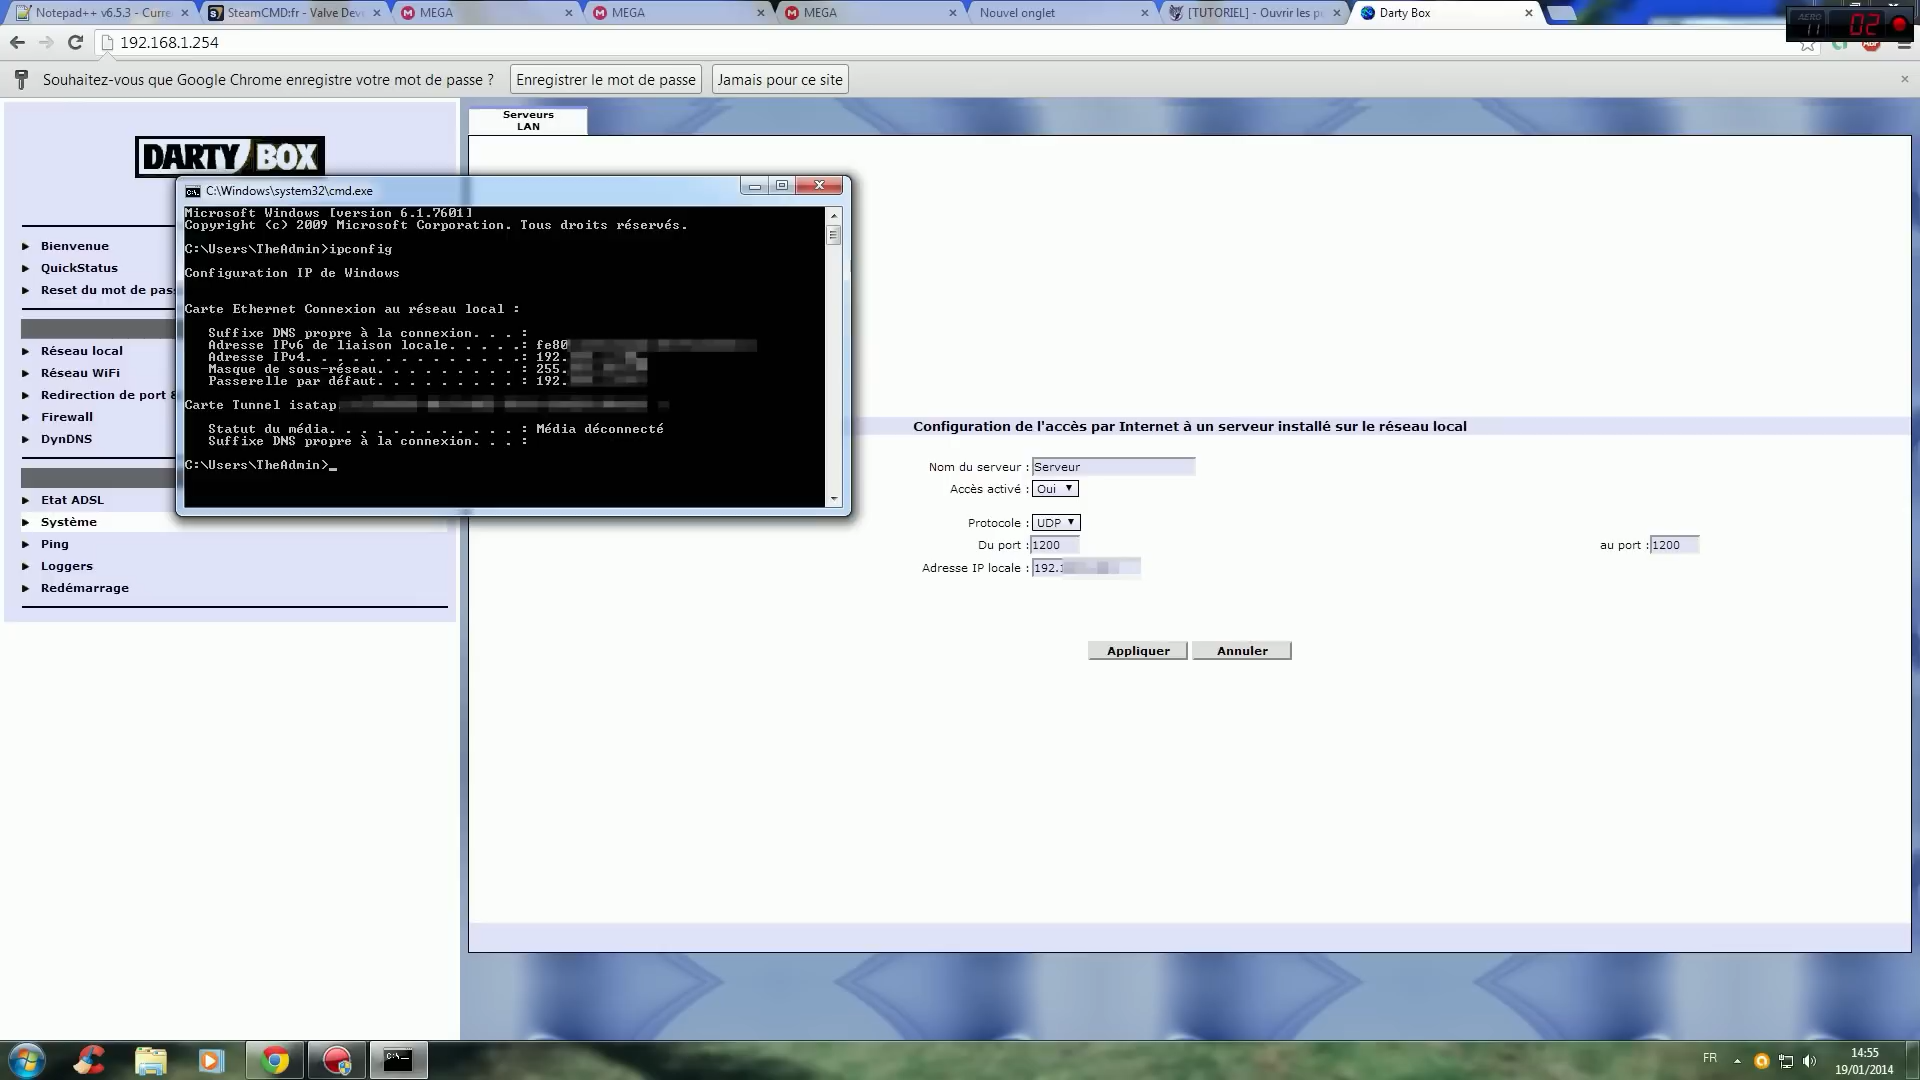 Notepad++ v6.5.3 - Curre
SteamCMD:fr - Valve Dev
MEGA
MEGA
MEGA
Nouvel onglet
[TUTORIEL] - Ouvrir les p
Darty Box
AERO
11
02
192.168.1.254
Souhaitez-vous que Google Chrome enregistre votre mot de passe ?
Enregistrer le mot de passe
Jamais pour ce site
Serveurs
LAN
DARTY BOX
Bienvenue
QuickStatus
Reset du mot de pas
Réseau local
Réseau WiFi
Redirection de port &
Firewall
DynDNS
Etat ADSL
Système
Ping
Loggers
Redémarrage
C:\Windows\system32\cmd.exe
Microsoft Windows [version 6.1.7601]
Copyright (c) 2009 Microsoft Corporation. Tous droits réservés.
C:\Users\TheAdmin>ipconfig
Configuration IP de Windows
Carte Ethernet Connexion au réseau local :
Suffixe DNS propre à la connexion. . . :
Adresse IPv6 de liaison locale. . . . .: fe80
Adresse IPv4. . . . . . . . . . . . . .: 192.
Masque de sous-réseau. . . . . . . . . : 255.
Passerelle par défaut. . . . . . . . . : 192.
Carte Tunnel isatap
Statut du média. . . . . . . . . . . . : Média déconnecté
Suffixe DNS propre à la connexion. . . :
C:\Users\TheAdmin>_
Configuration de l'accès par Internet à un serveur installé sur le réseau local
Nom du serveur : Serveur
Accès activé : Oui
Protocole : UDP
Du port : 1200 au port : 1200
Adresse IP locale : 192.1
Appliquer
Annuler
FR
14:55
19/01/2014